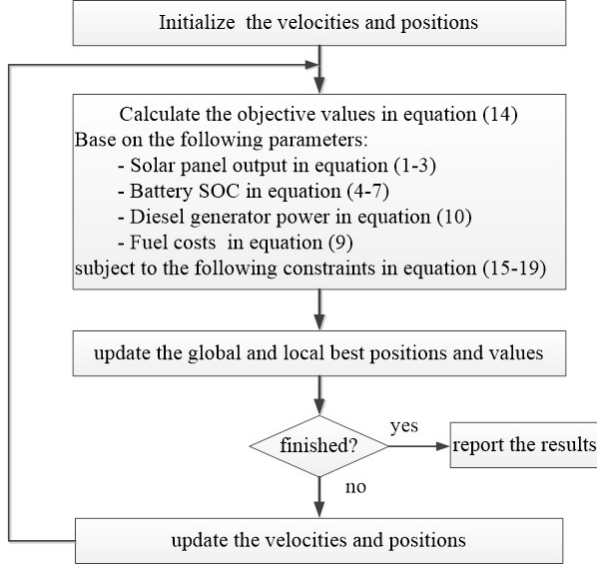 Initialize the velocities and positions
Calculate the objective values in equation (14)
Base on the following parameters:
- Solar panel output in equation (1-3)
- Battery SOC in equation (4-7)
- Diesel generator power in equation (10)
- Fuel costs in equation (9)
subject to the following constraints in equation (15-19)
update the global and local best positions and values
finished?
yes
report the results
no
update the velocities and positions